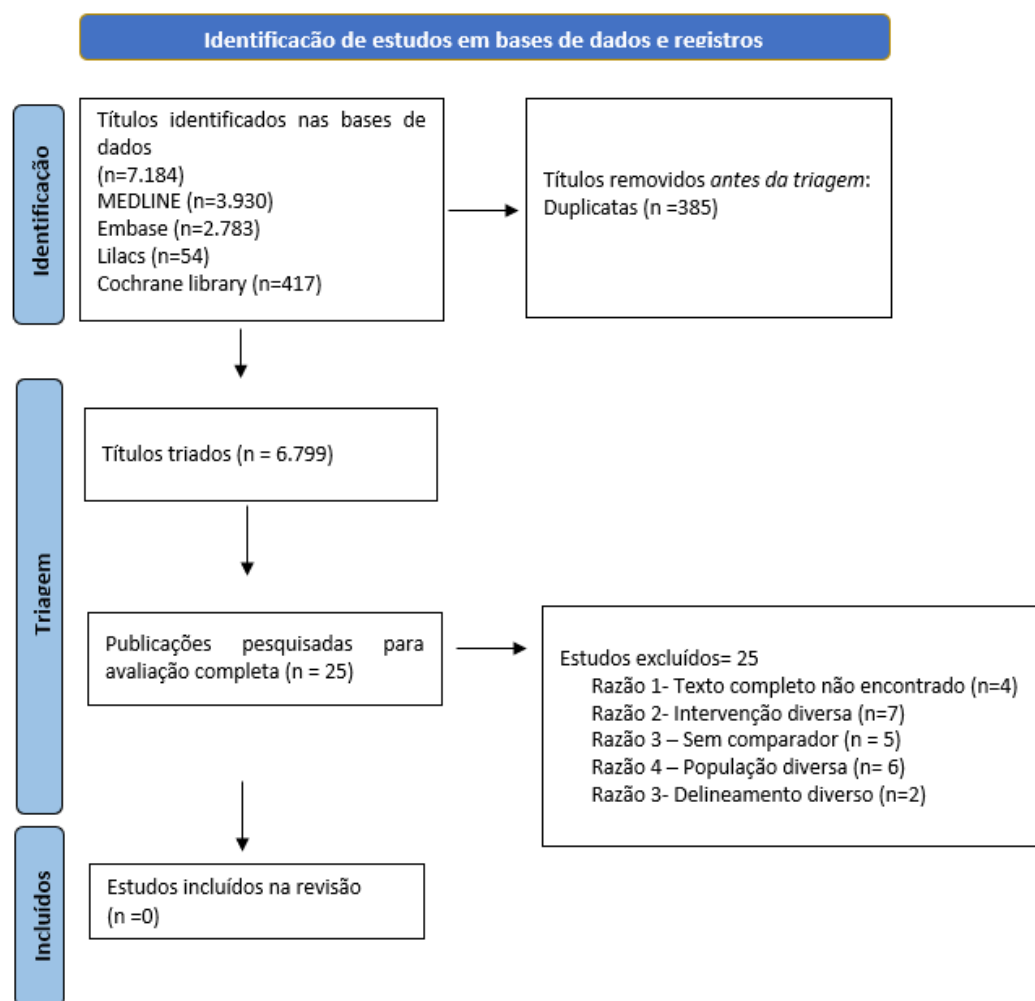 Identificação de estudos em bases de dados e registros
Identificação
Títulos identificados nas bases de
dados
(n=7.184)
MEDLINE (n=3.930)
Embase (n=2.783)
Lilacs (n=54)
Cochrane library (n=417)
Títulos removidos antes da triagem:
Duplicatas (n =385)
Triagem
Títulos triados (n = 6.799)
Publicações pesquisadas para
avaliação completa (n = 25)
Estudos excluídos= 25
Razão 1- Texto completo não encontrado (n=4)
Razão 2- Intervenção diversa (n=7)
Razão 3 – Sem comparador (n = 5)
Razão 4 – População diversa (n= 6)
Razão 3- Delineamento diverso (n=2)
Incluídos
Estudos incluídos na revisão
(n =0)